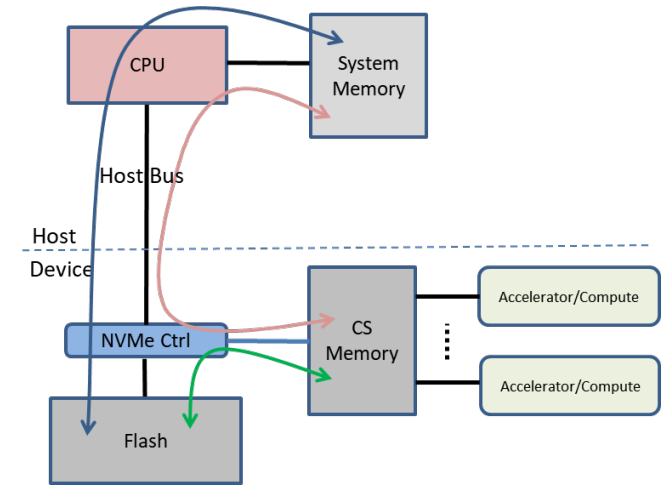 CPU
System
Memory
Host Bus
Host
Device
Accelerator/Compute
CS
Memory
NVMe Ctrl
Accelerator/Compute
Flash